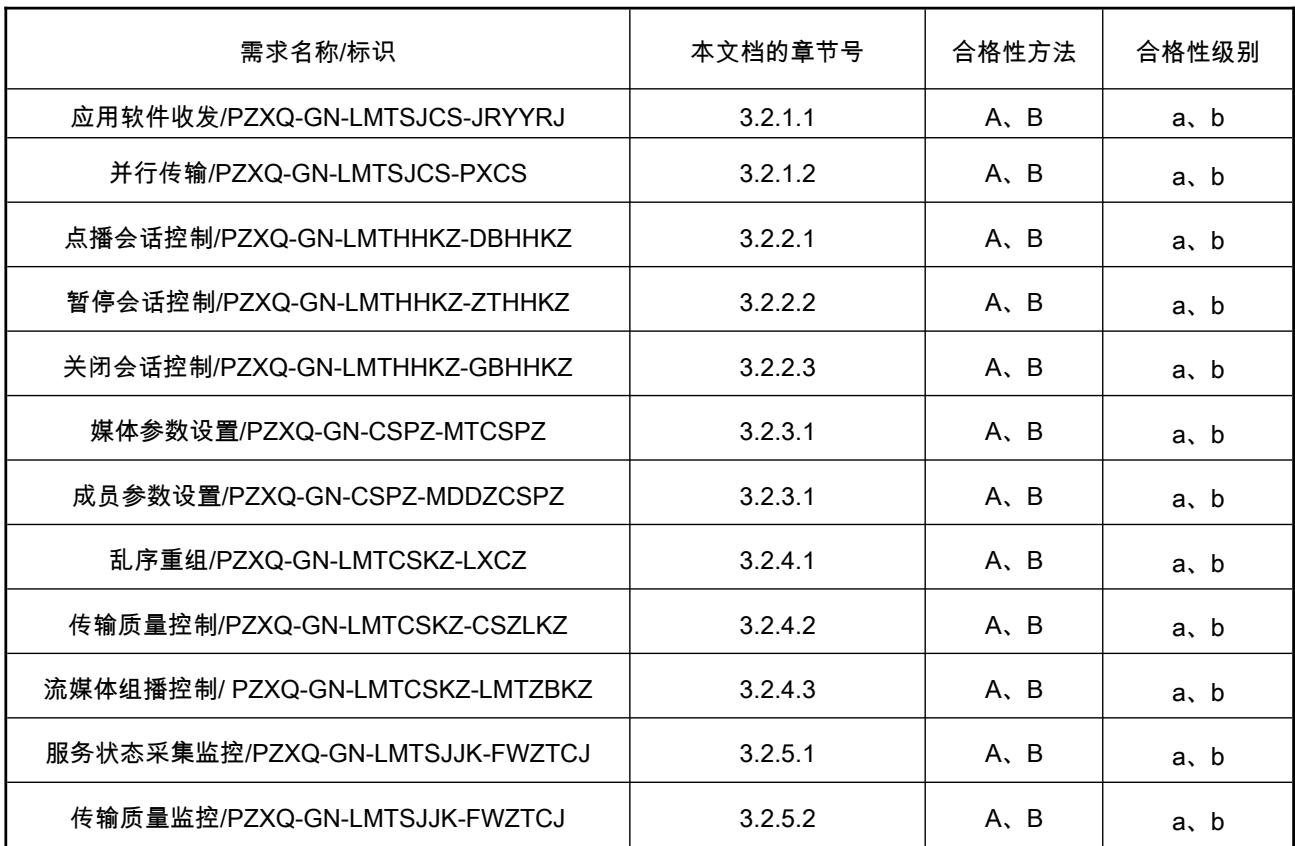 需求名称/标识 本文档的章节号 合格性方法 合格性级别
应用软件收发/PZXQ-GN-LMTSJCS-JRYYRJ 3.2.1.1 A、B a、b
并行传输/PZXQ-GN-LMTSJCS-PXCS 3.2.1.2 A、B a、b
点播会话控制/PZXQ-GN-LMTHHKZ-DBHHKZ 3.2.2.1 A、B a、b
暂停会话控制/PZXQ-GN-LMTHHKZ-ZTHHKZ 3.2.2.2 A、B a、b
关闭会话控制/PZXQ-GN-LMTHHKZ-GBHHKZ 3.2.2.3 A、B a、b
媒体参数设置/PZXQ-GN-CSPZ-MTCSPZ 3.2.3.1 A、B a、b
成员参数设置/PZXQ-GN-CSPZ-MDDZCSPZ 3.2.3.1 A、B a、b
乱序重组/PZXQ-GN-LMTCSKZ-LXCZ 3.2.4.1 A、B a、b
传输质量控制/PZXQ-GN-LMTCSKZ-CSZLKZ 3.2.4.2 A、B a、b
流媒体组播控制/ PZXQ-GN-LMTCSKZ-LMTZBKZ 3.2.4.3 A、B a、b
服务状态采集监控/PZXQ-GN-LMTSJJK-FWZTCJ 3.2.5.1 A、B a、b
传输质量监控/PZXQ-GN-LMTSJJK-FWZTCJ 3.2.5.2 A、B a、b